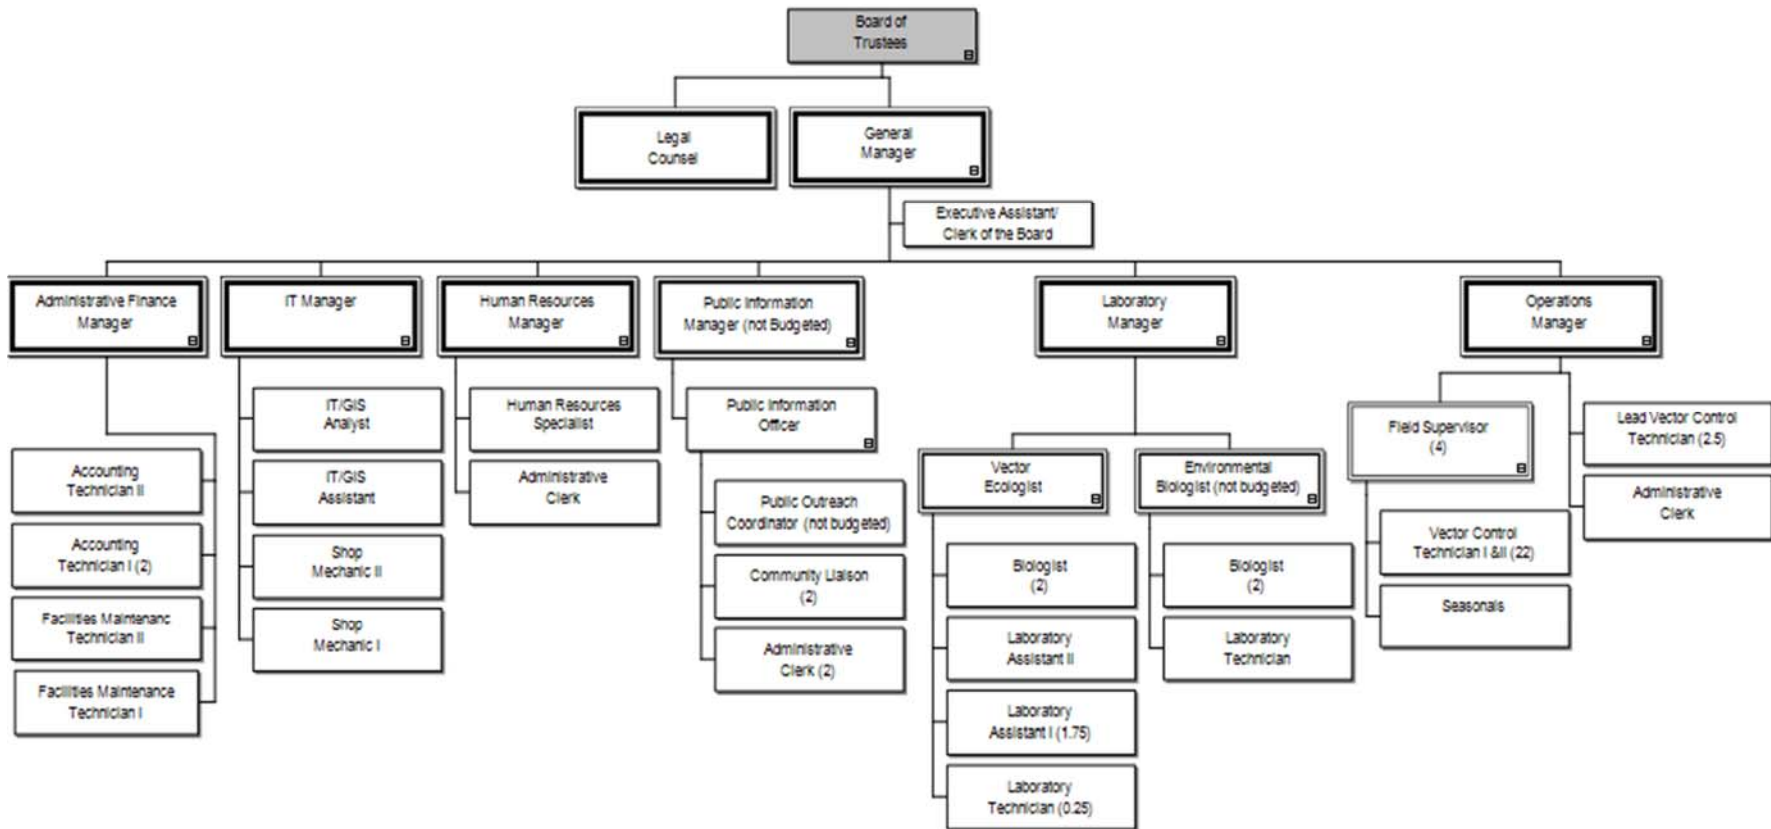 Board of
Trustees
Legal
Counsel
General
Manager
Executive Assistant/
Clerk of the Board
Administrative Finance
Manager
IT Manager
Human Resources
Manager
Public Information
Manager (not Budgeted)
Laboratory
Manager
Operations
Manager
Accounting
Technician II
Accounting
Technician I (2)
Facilities Maintenanc
Technician II
Facilities Maintenance
Technician I
IT/GIS
Analyst
IT/GIS
Assistant
Shop
Mechanic II
Shop
Mechanic I
Human Resources
Specialist
Administrative
Clerk
Public Information
Officer
Public Outreach
Coordinator (not budgeted)
Community Liaison
(2)
Administrative
Clerk (2)
Vector
Ecologist
Biologist
(2)
Laboratory
Assistant II
Laboratory
Assistant I (1.75)
Laboratory
Technician (0.25)
Environmental
Biologist (not budgeted)
Biologist
(2)
Laboratory
Technician
Field Supervisor
(4)
Vector Control
Technician I &II (22)
Seasonals
Lead Vector Control
Technician (2.5)
Administrative
Clerk